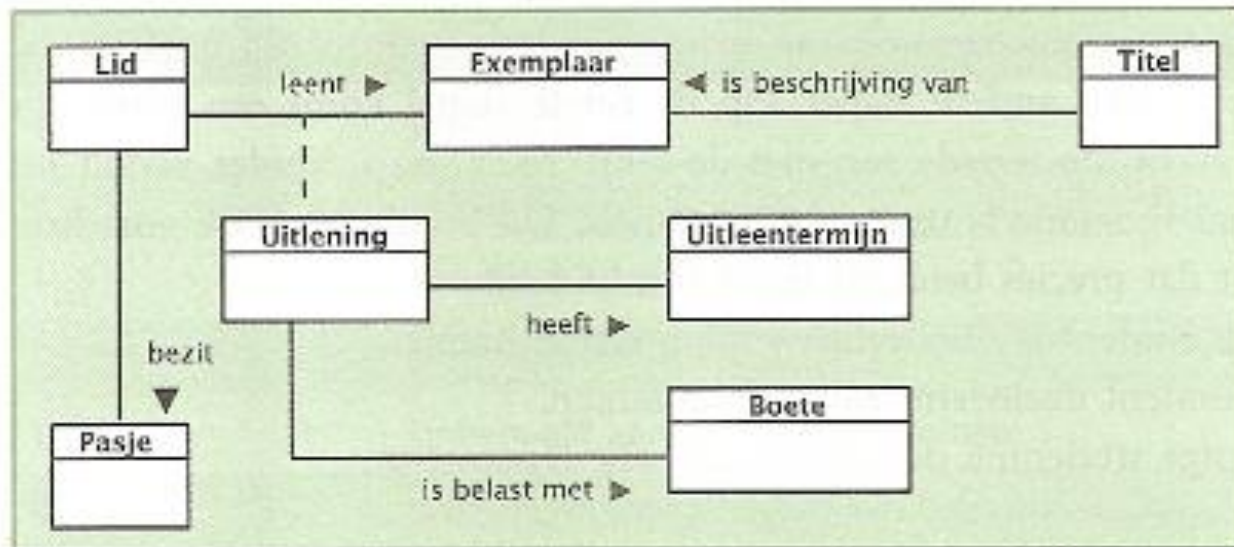 Lid
Exemplaar
Titel
leent
is beschrijving van
Uitlening
Uitleentermijn
heeft
bezit
Boete
Pasje
is belast met